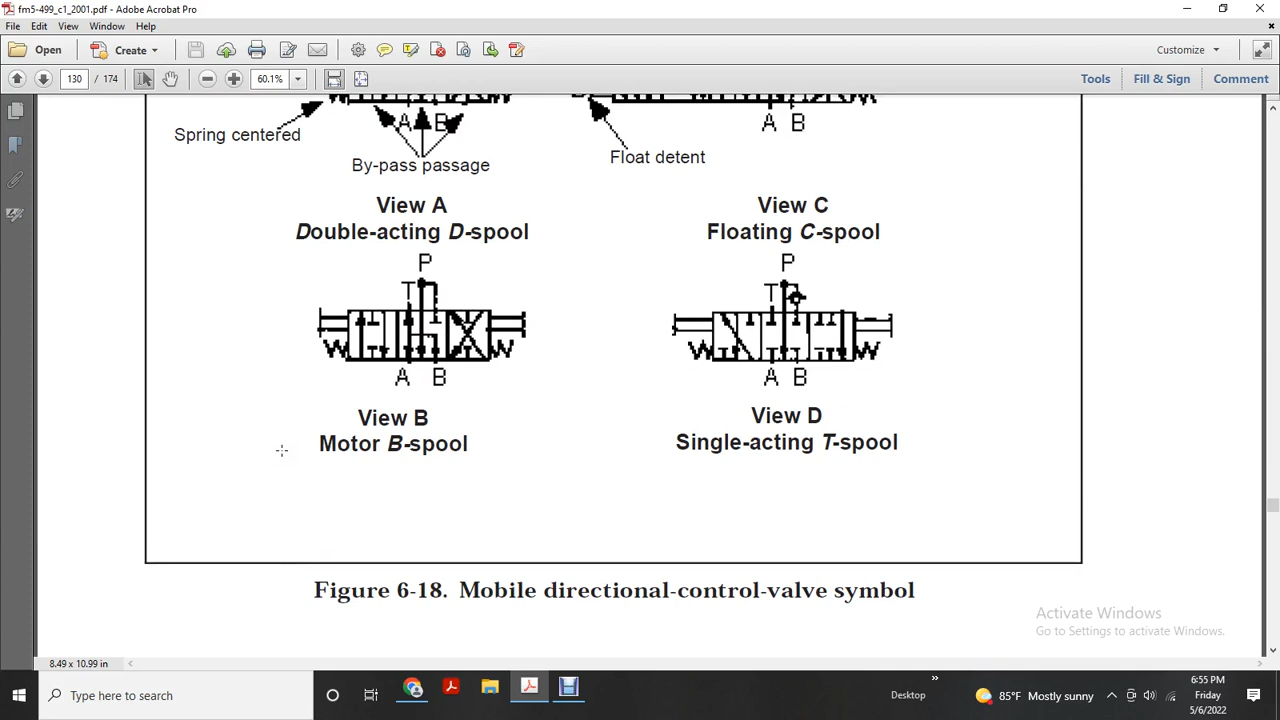 fm5-499_c1_2001.pdf - Adobe Acrobat Pro
File Edit View Window Help
Open Create Customize
130 / 174 60.1% Tools Fill & Sign Comment
A B A B
Spring centered Float detent
By-pass passage
View A View C
Double-acting D-spool Floating C-spool
P P
T T
A B A B
View B View D
Motor B-spool Single-acting T-spool
Figure 6-18. Mobile directional-control-valve symbol
Activate Windows
Go to Settings to activate Windows.
8.49 x 10.99 in
Type here to search
Desktop
85°F Mostly sunny
6:55 PM
Friday
5/6/2022